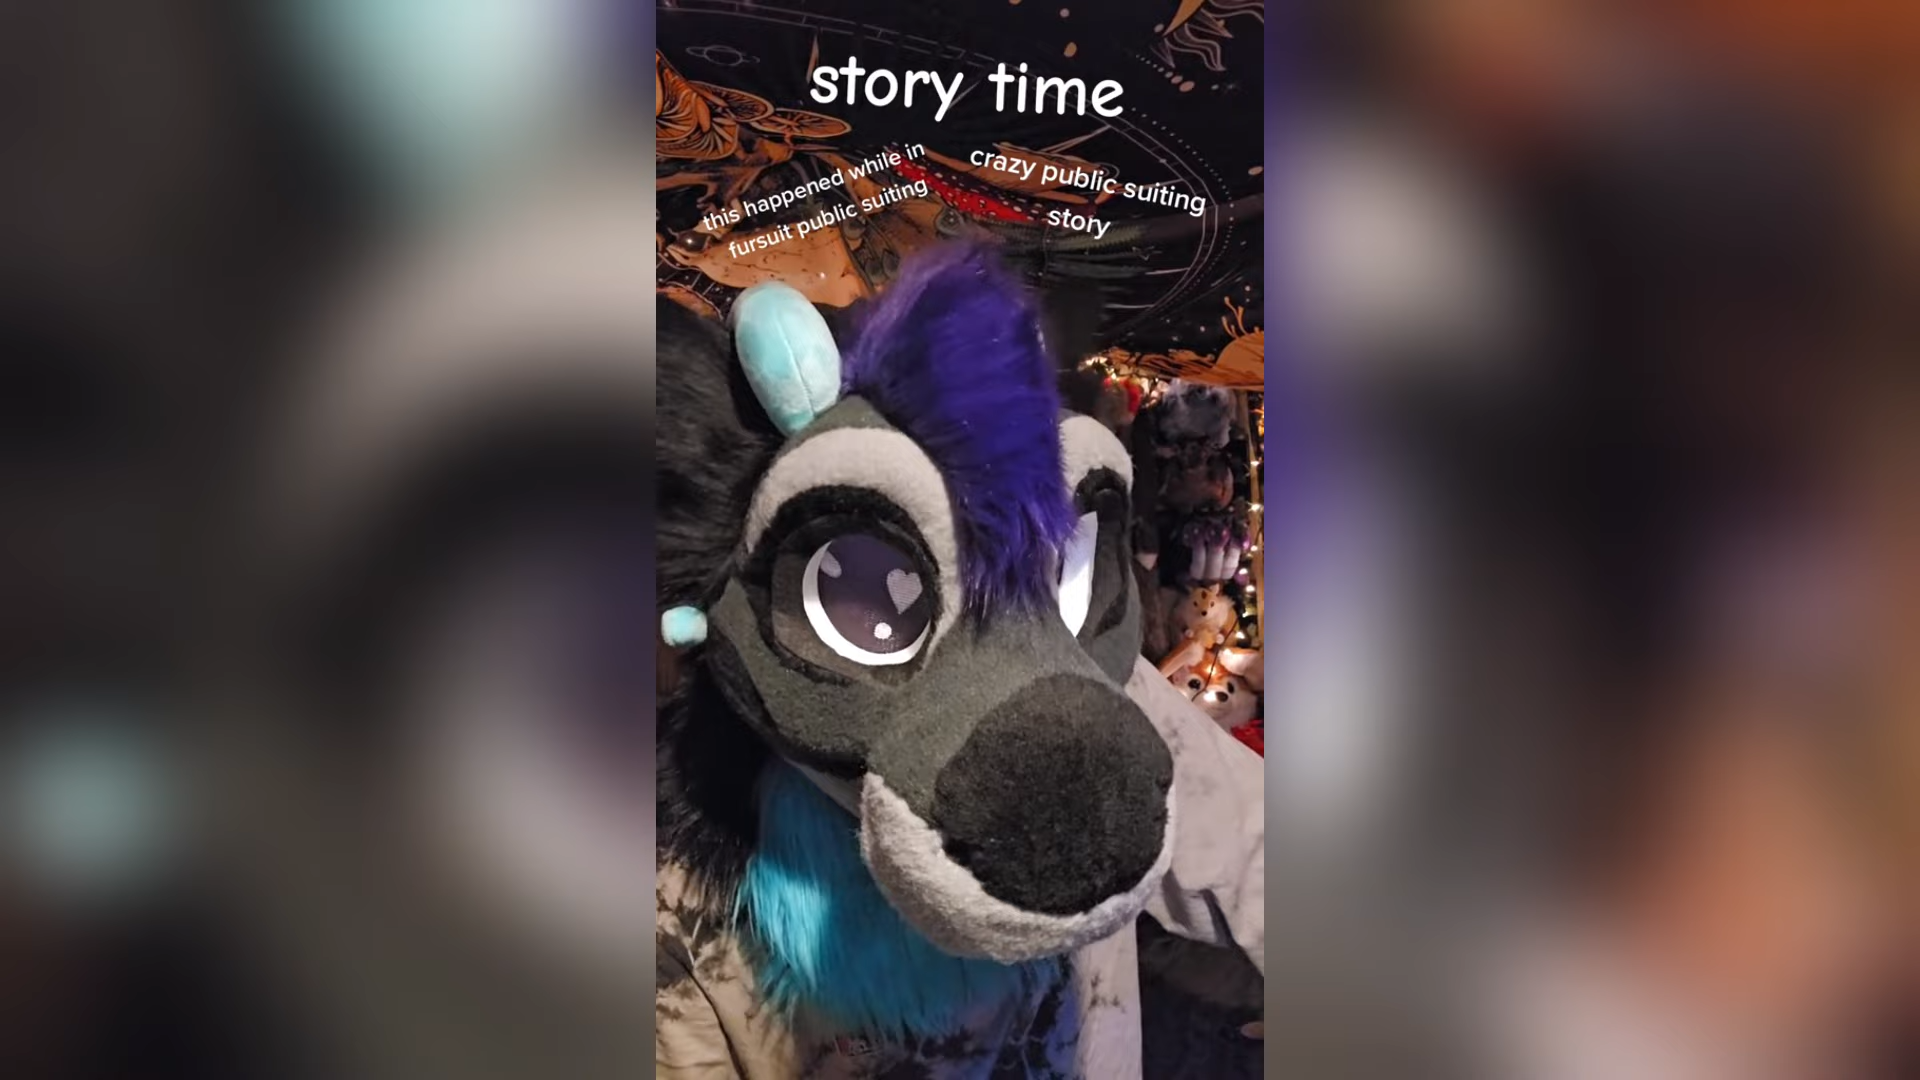 story time
this happened while in
fursuit public suiting
crazy public suiting
story